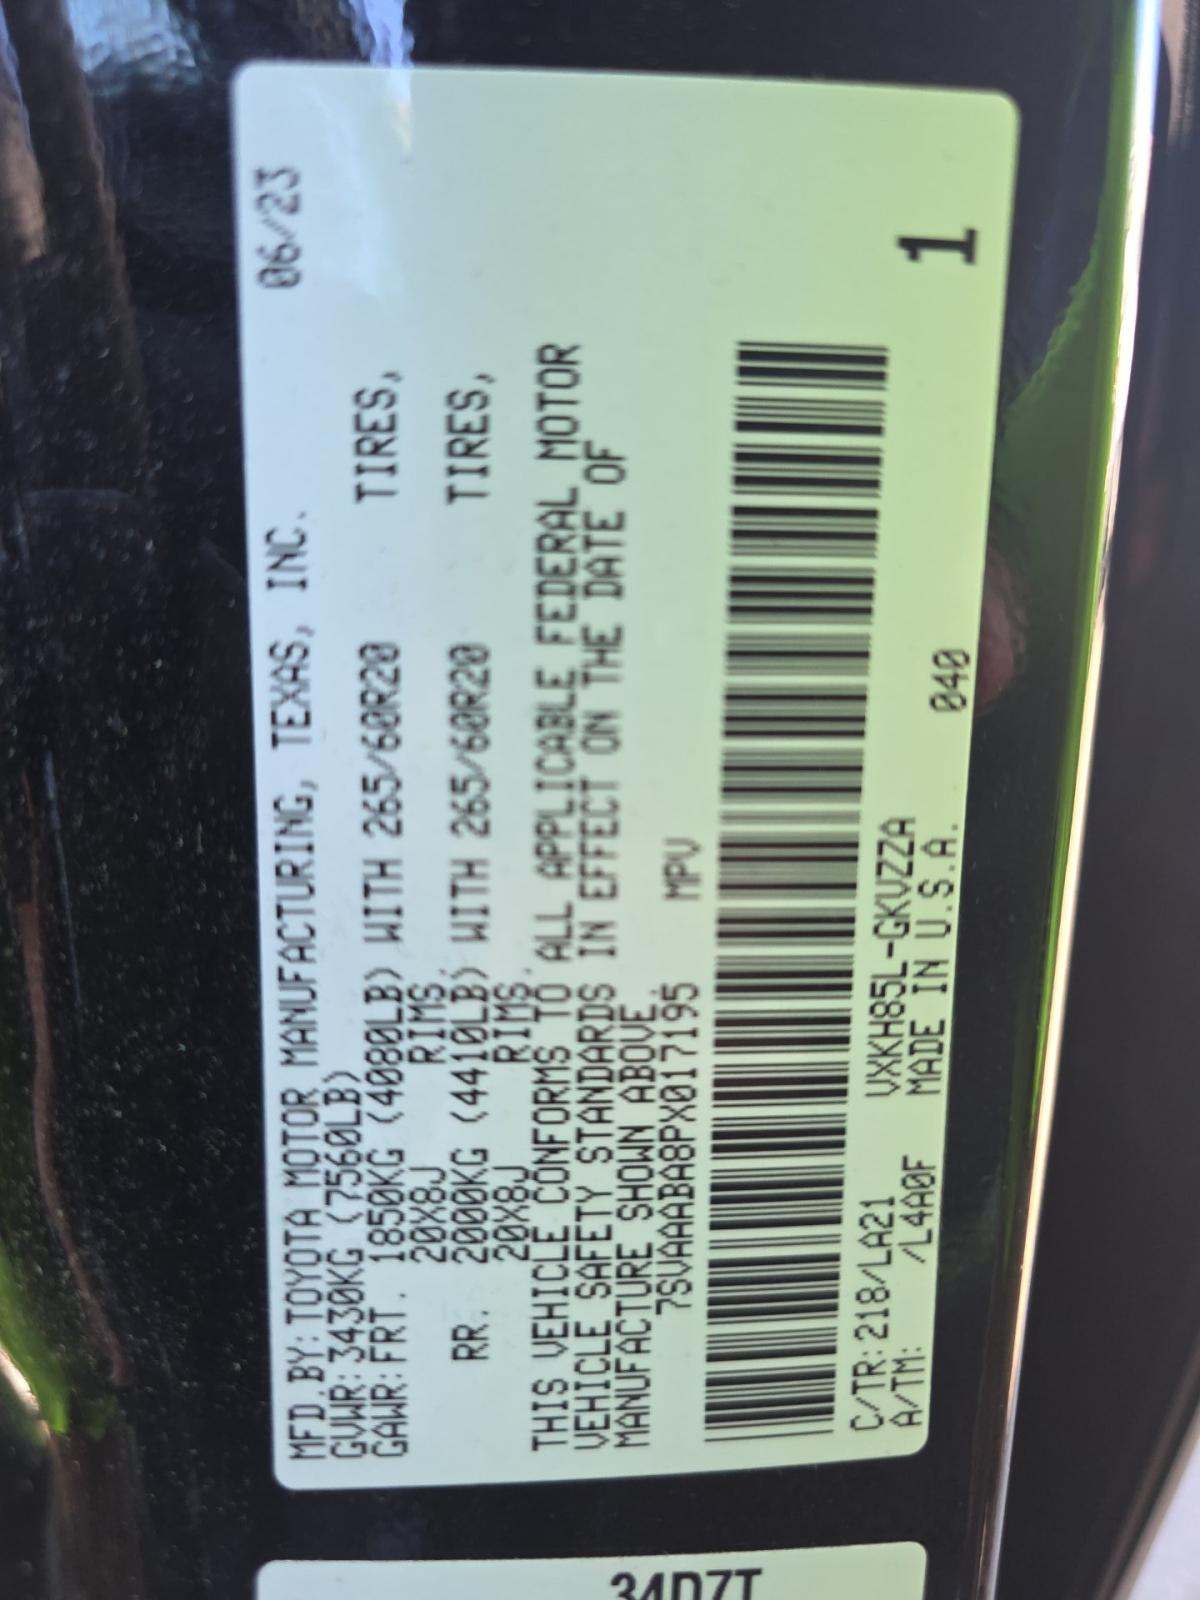 MFD.BY:TOYOTA MOTOR MANUFACTURING, TEXAS, INC. 06/23
GVWR:3430KG (7560LB)
GAWR:FRT. 1850KG (4080LB) WITH 265/60R20 TIRES,
20X8J RIMS.
RR. 2000KG (4410LB) WITH 265/60R20 TIRES,
20X8J RIMS.
THIS VEHICLE CONFORMS TO ALL APPLICABLE FEDERAL MOTOR
VEHICLE SAFETY STANDARDS IN EFFECT ON THE DATE OF
MANUFACTURE SHOWN ABOVE.
7SVAAABA8PX017195 MPV
C/TR:218/LA21 VXKH85L-GKVZZA
A/TM: /L4A0F MADE IN U.S.A. 040
1
34D7T